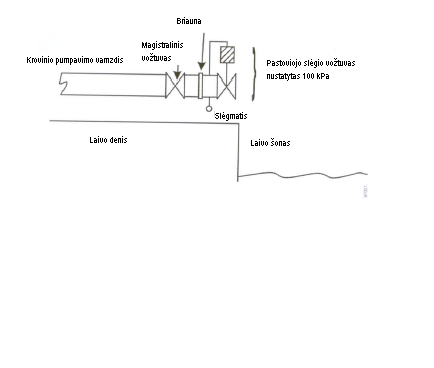 Briauna
Magistralinis
vožtuvas
Krovinio pumpavimo vamzdis
Pastoviojo slėgio vožtuvas
nustatytas 100 kPa
Slėgmatis
Laivo denis
Laivo šonas